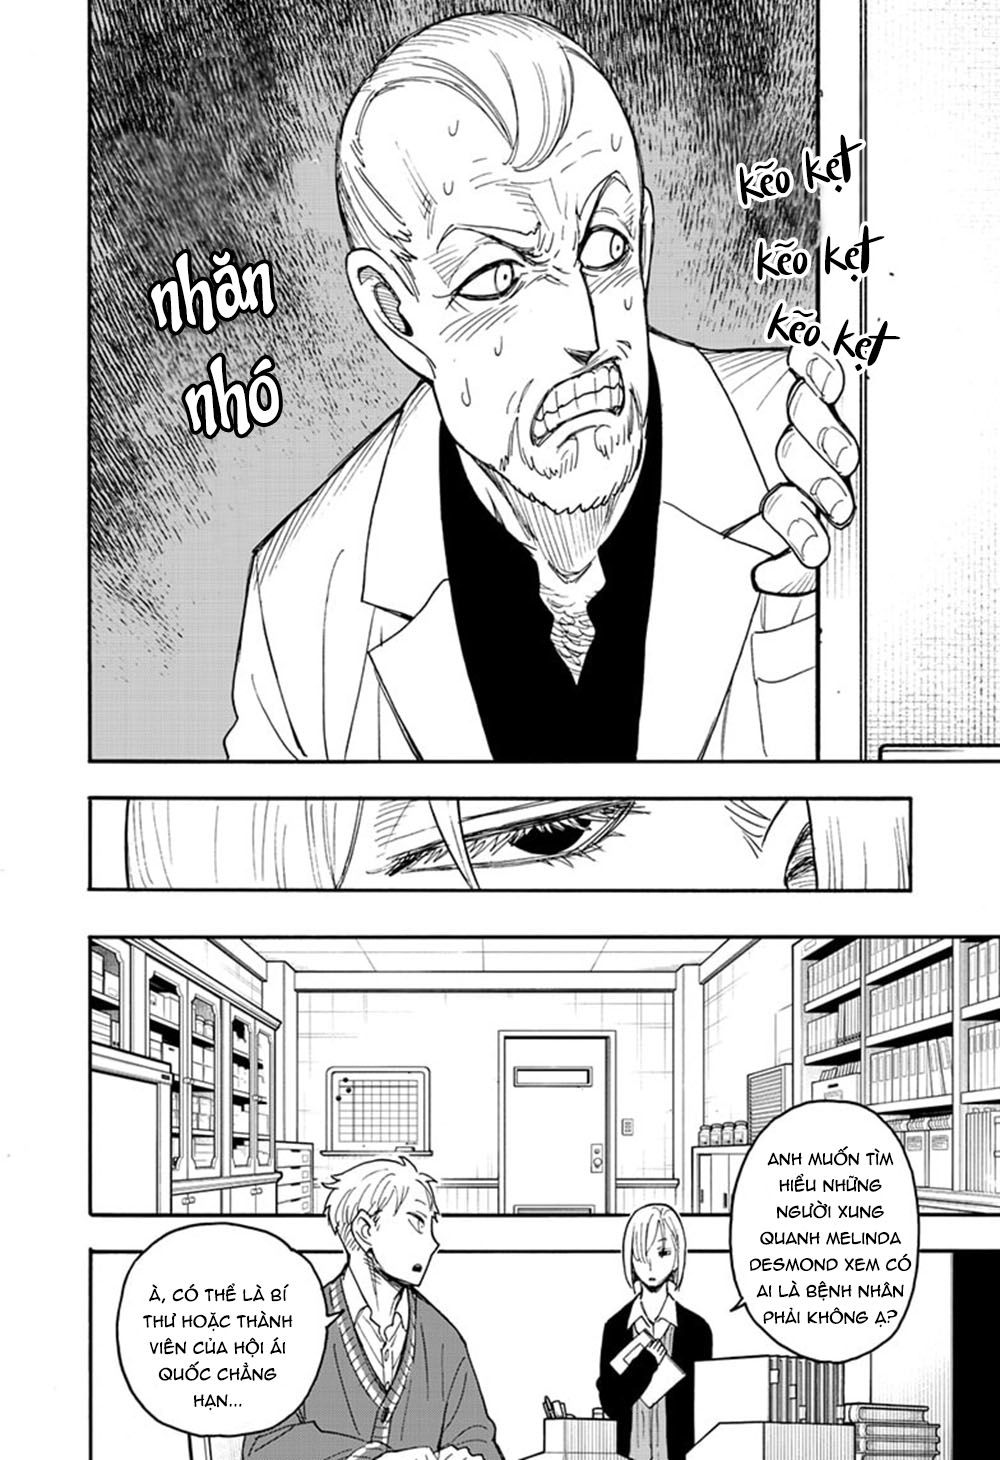 kẽo kẹt
kẽo kẹt
kẽo kẹt
nhăn
nhó
ANH MUỐN TÌM
HIỂU NHỮNG
NGƯỜI XUNG
QUANH MELINDA
DESMOND XEM CÓ
AI LÀ BỆNH NHÂN
PHẢI KHÔNG Ạ?
À, CÓ THỂ LÀ BÍ
THƯ HOẶC THÀNH
VIÊN CỦA HỘI ÁI
QUỐC CHẲNG
HẠN...